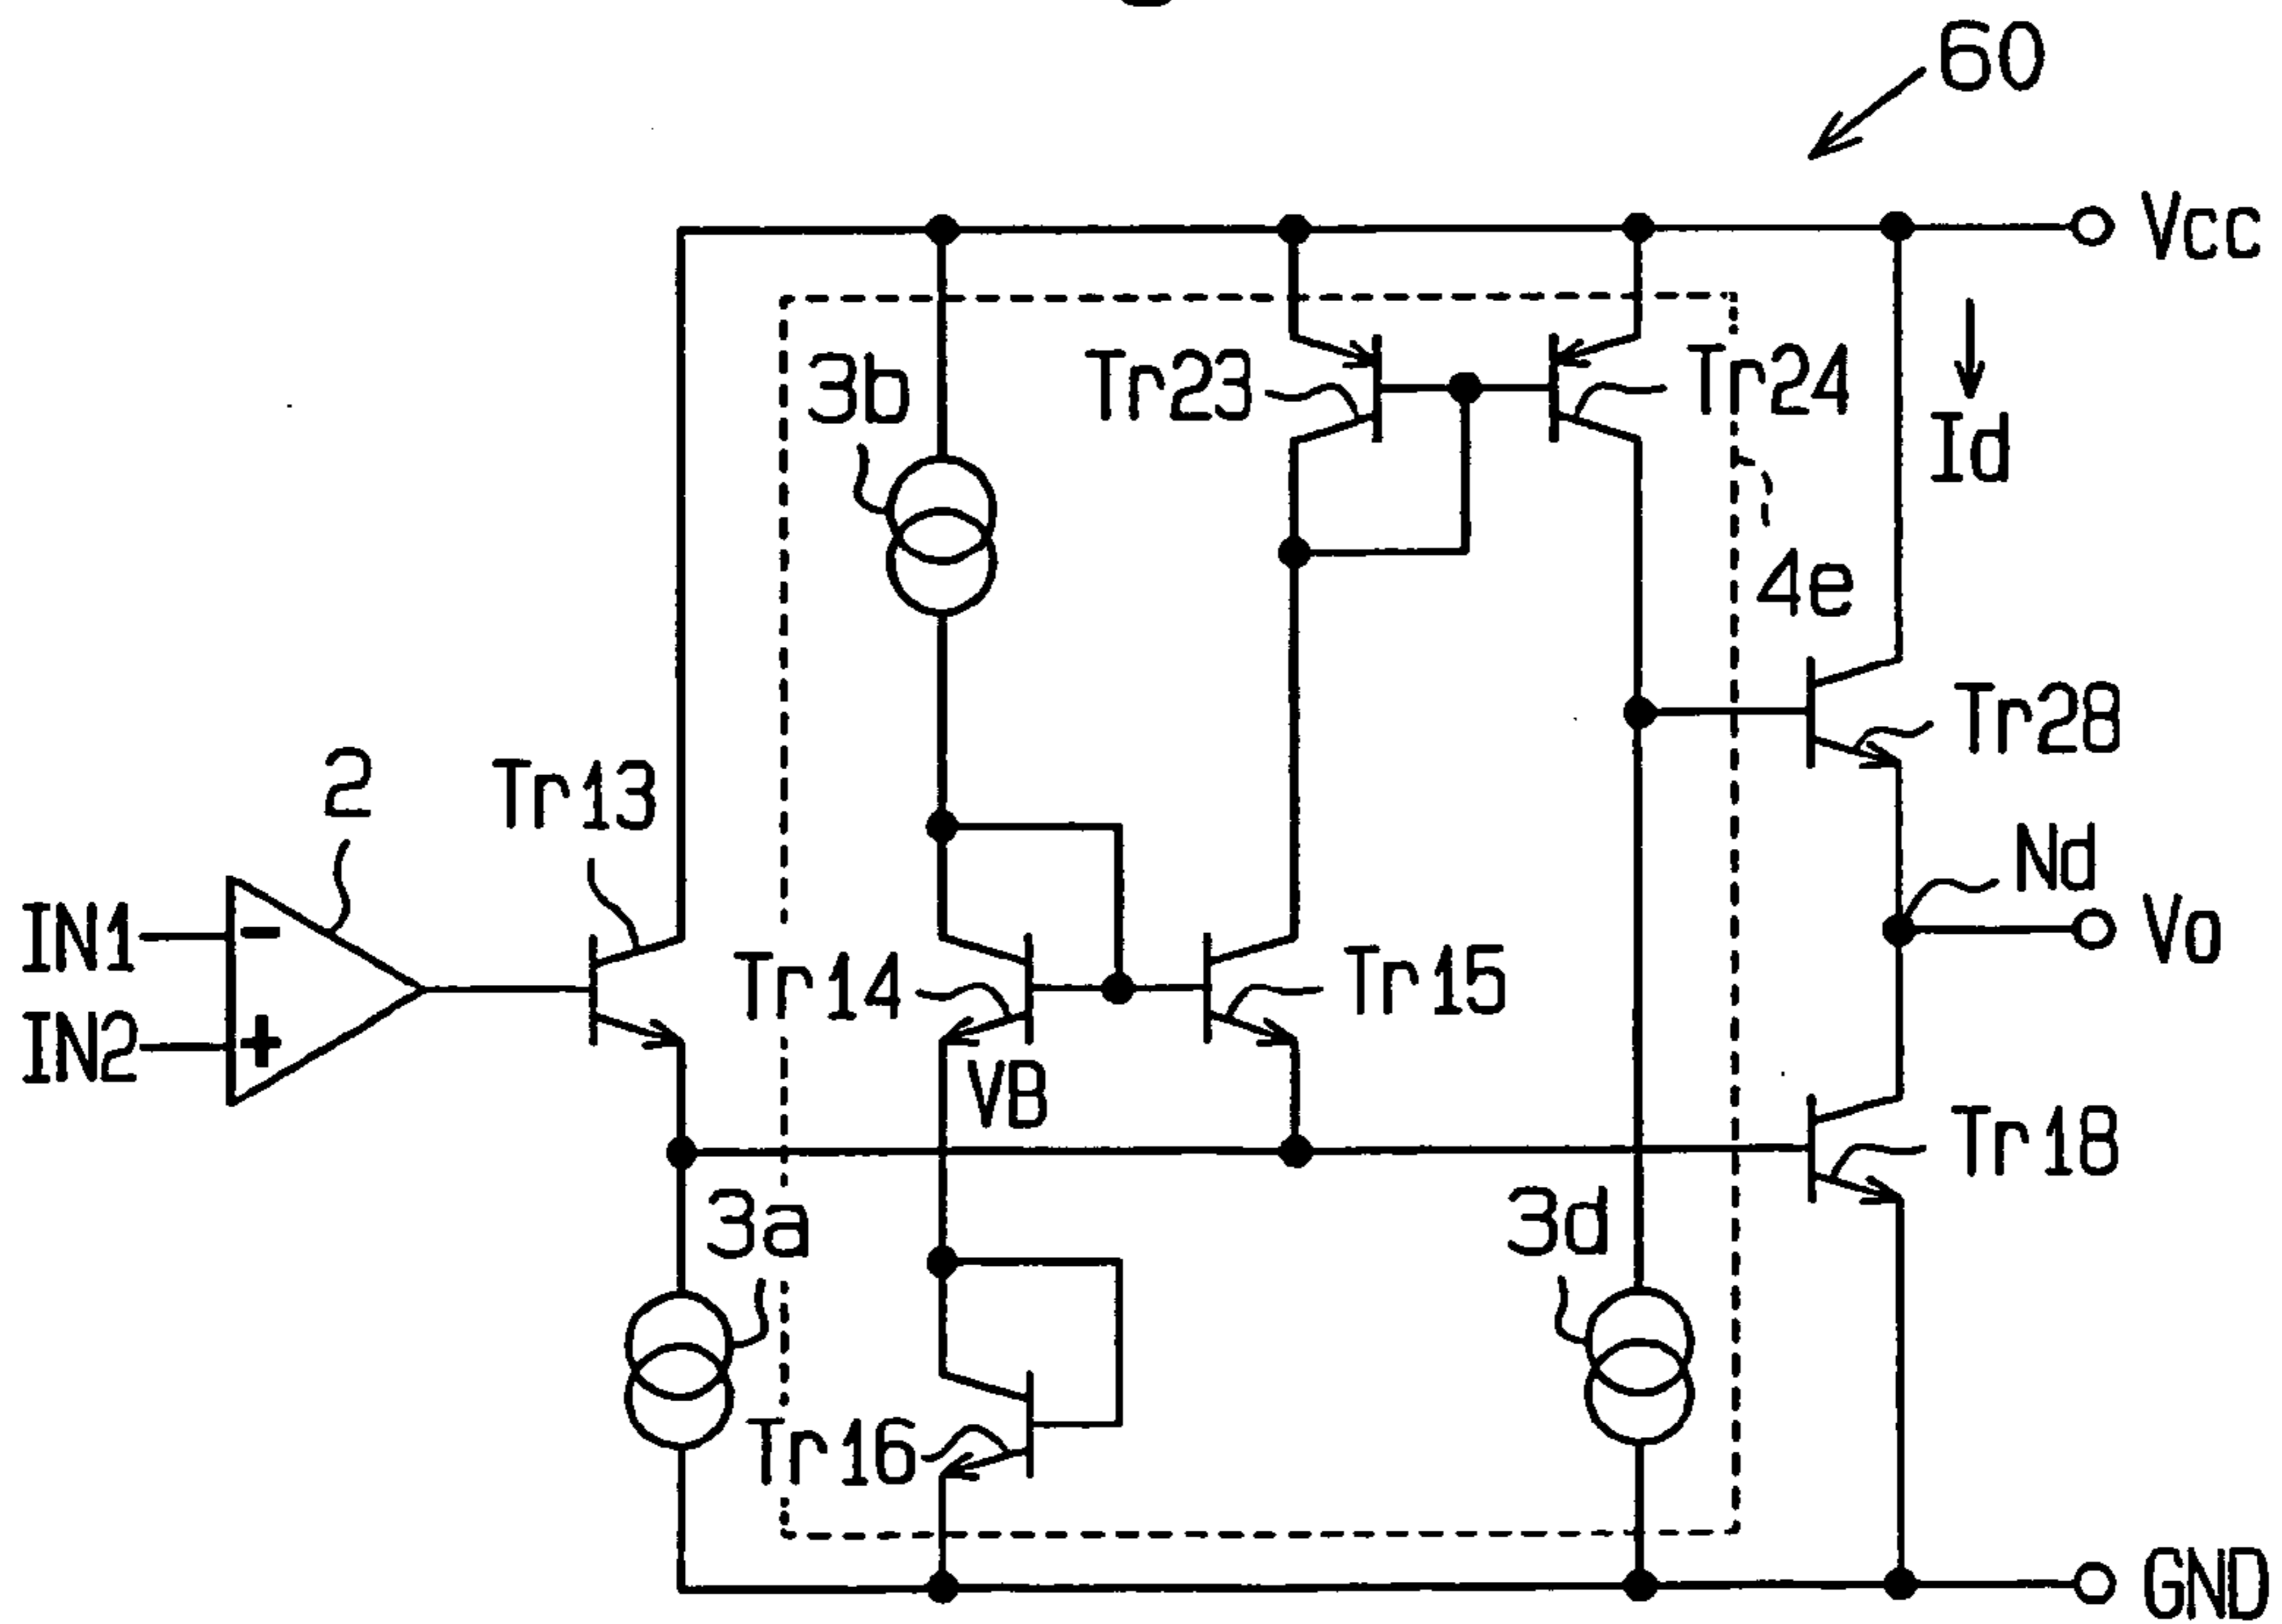 60
Vcc
3b
Tr23
Tr24
Id
4e
2
Tr13
Tr28
Nd
IN1
-
Vo
Tr14
Tr15
IN2
+
VB
Tr18
3a
3d
Tr16
GND